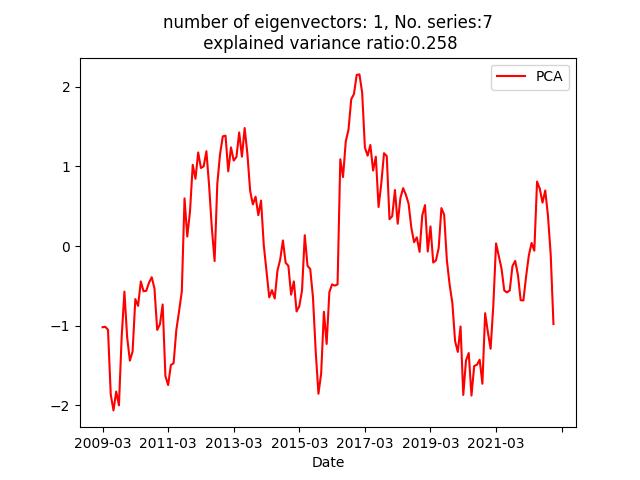 number of eigenvectors: 1, No. series:7
explained variance ratio:0.258
PCA
2
1
0
−1
−2
2009-03 2011-03 2013-03 2015-03 2017-03 2019-03 2021-03
Date